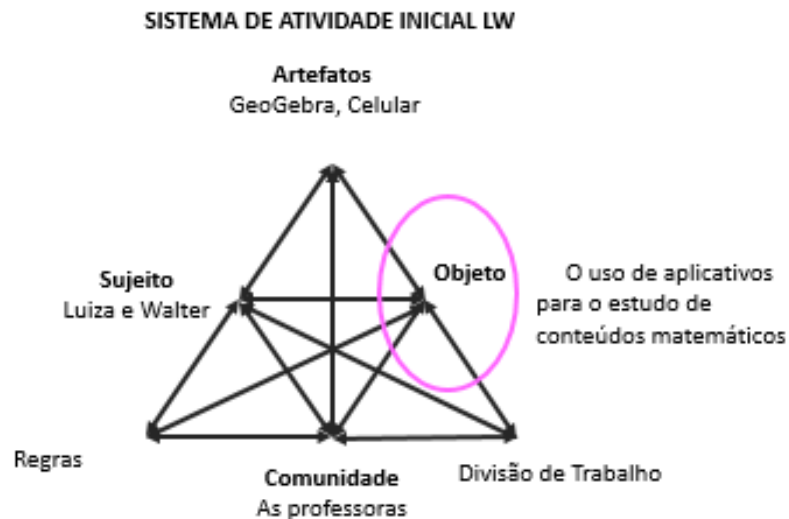 SISTEMA DE ATIVIDADE INICIAL LW
Artefatos
GeoGebra, Celular
Sujeito
Luiza e Walter
Objeto
O uso de aplicativos
para o estudo de
conteúdos matemáticos
Regras
Comunidade
As professoras
Divisão de Trabalho